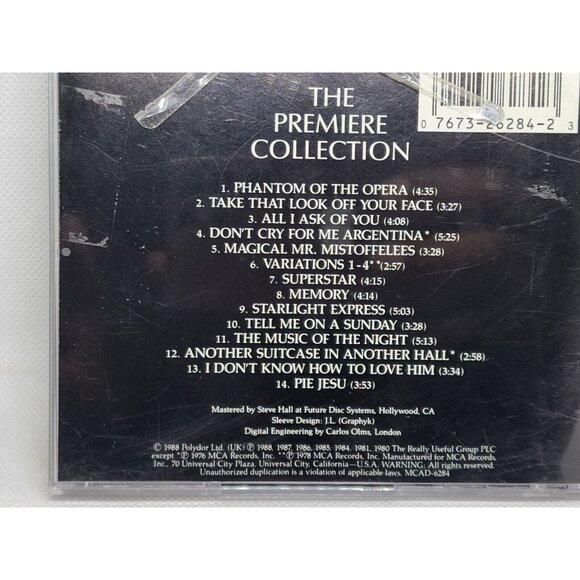 0 7673-26284-2 3
THE
PREMIERE
COLLECTION
1. PHANTOM OF THE OPERA (4:35)
2. TAKE THAT LOOK OFF YOUR FACE (3:27)
3. ALL I ASK OF YOU (4:08)
4. DON'T CRY FOR ME ARGENTINA* (5:25)
5. MAGICAL MR. MISTOFFELEES (3:28)
6. VARIATIONS 1-4**(2:57)
7. SUPERSTAR (4:15)
8. MEMORY (4:14)
9. STARLIGHT EXPRESS (5:03)
10. TELL ME ON A SUNDAY (3:28)
11. THE MUSIC OF THE NIGHT (5:13)
12. ANOTHER SUITCASE IN ANOTHER HALL* (2:58)
13. I DON'T KNOW HOW TO LOVE HIM (3:34)
14. PIE JESU (3:53)
Mastered by Steve Hall at Future Disc Systems, Hollywood, CA
Sleeve Design: J.L. (Graphyk)
Digital Engineering by Carlos Olms, London
© 1988 Polydor Ltd. (UK) ℗ 1988, 1987, 1986, 1985, 1984, 1981, 1980 The Really Useful Group PLC
except *℗ 1976 MCA Records, Inc. **℗ 1978 MCA Records, Inc. Manufactured for MCA Records,
Inc., 70 Universal City Plaza, Universal City, California—U.S.A. WARNING: All rights reserved.
Unauthorized duplication is a violation of applicable laws. MCAD-6284